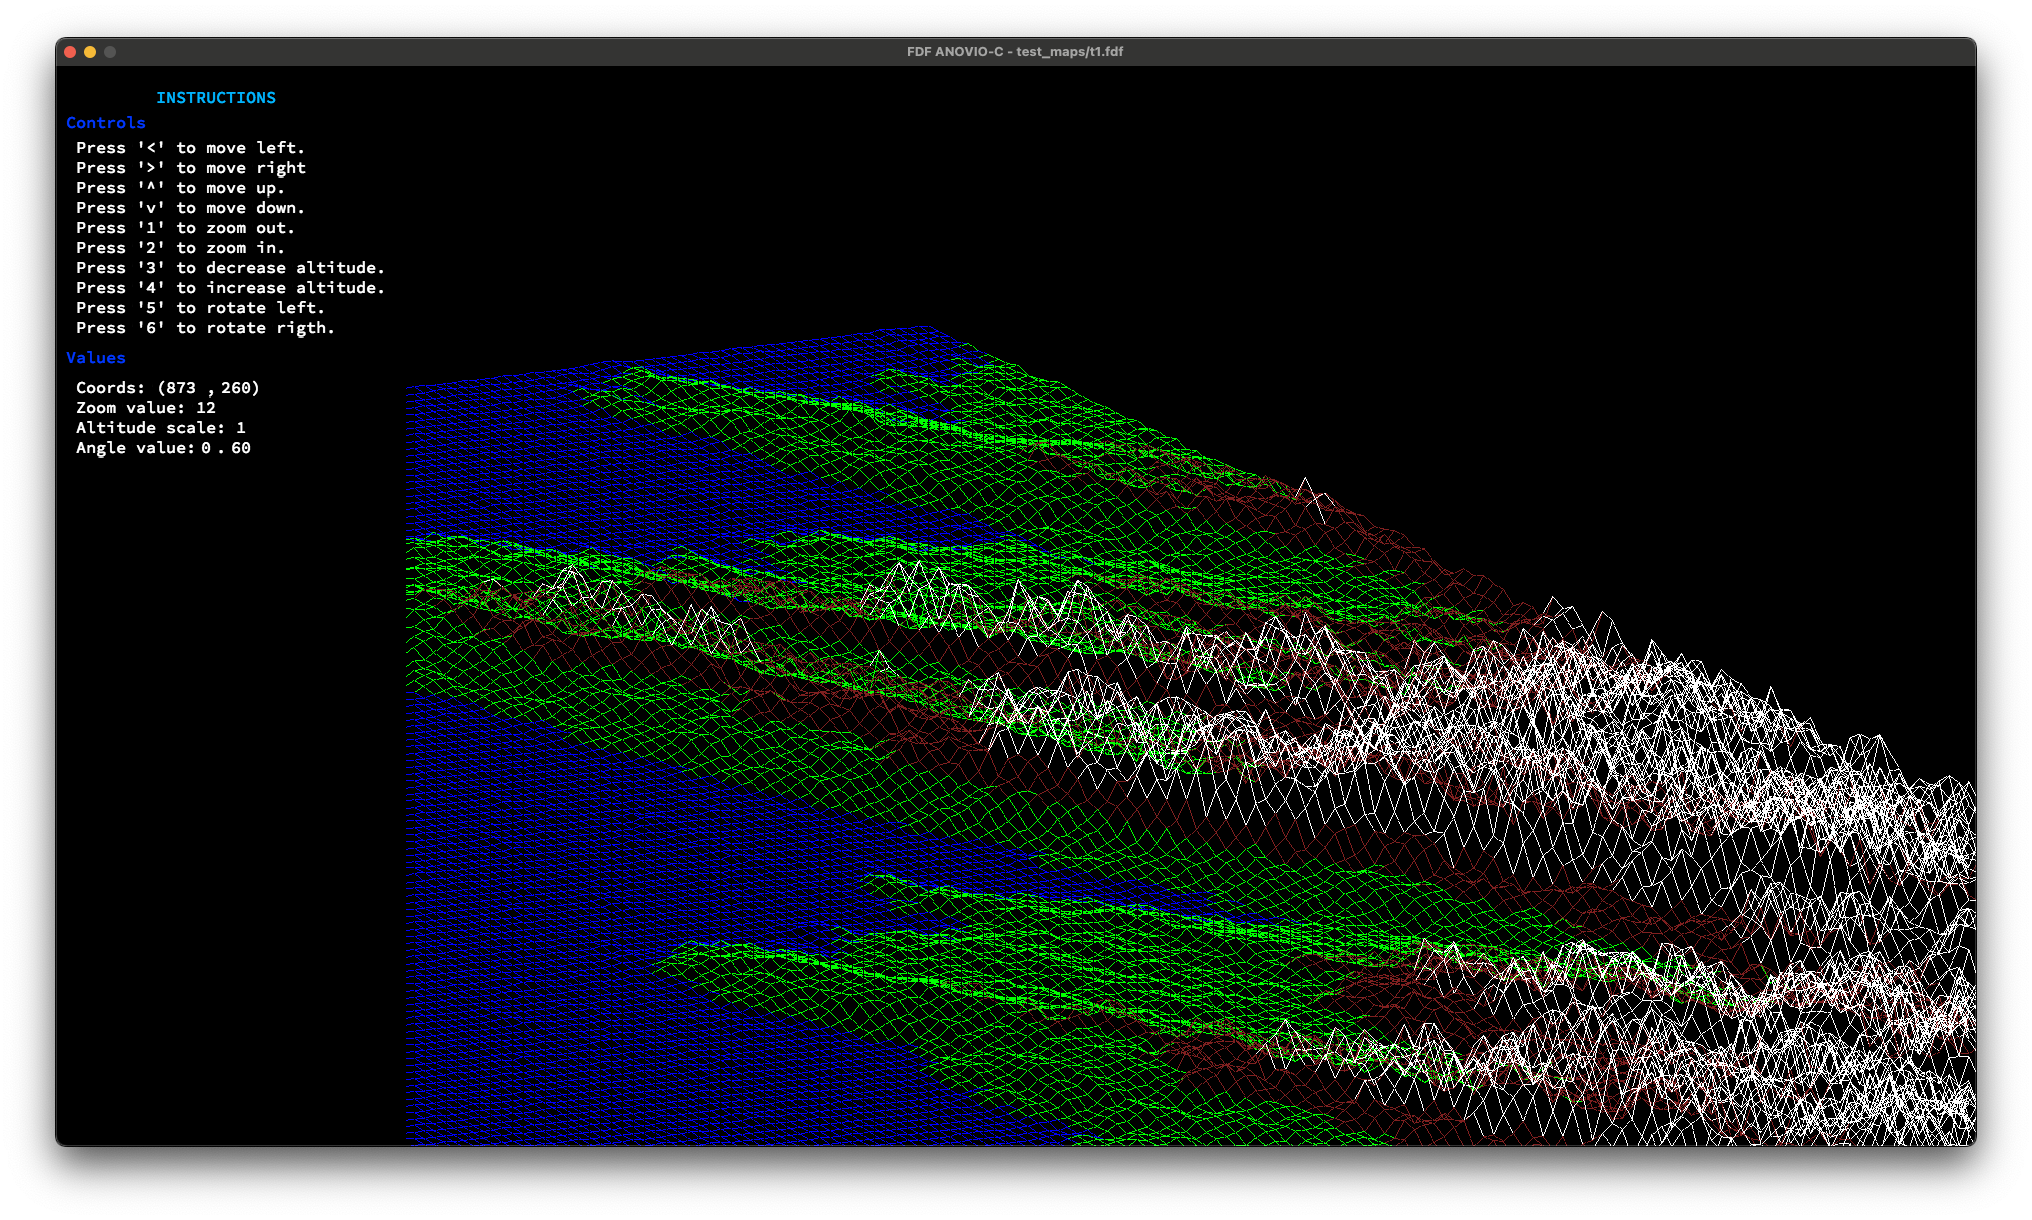 FDF ANOVIO-C - test_maps/t1.fdf
INSTRUCTIONS
Controls
Press '<' to move left.
Press '>' to move right
Press '^' to move up.
Press 'v' to move down.
Press '1' to zoom out.
Press '2' to zoom in.
Press '3' to decrease altitude.
Press '4' to increase altitude.
Press '5' to rotate left.
Press '6' to rotate rigth.
Values
Coords: (873 , 260)
Zoom value: 12
Altitude scale: 1
Angle value: 0 . 60